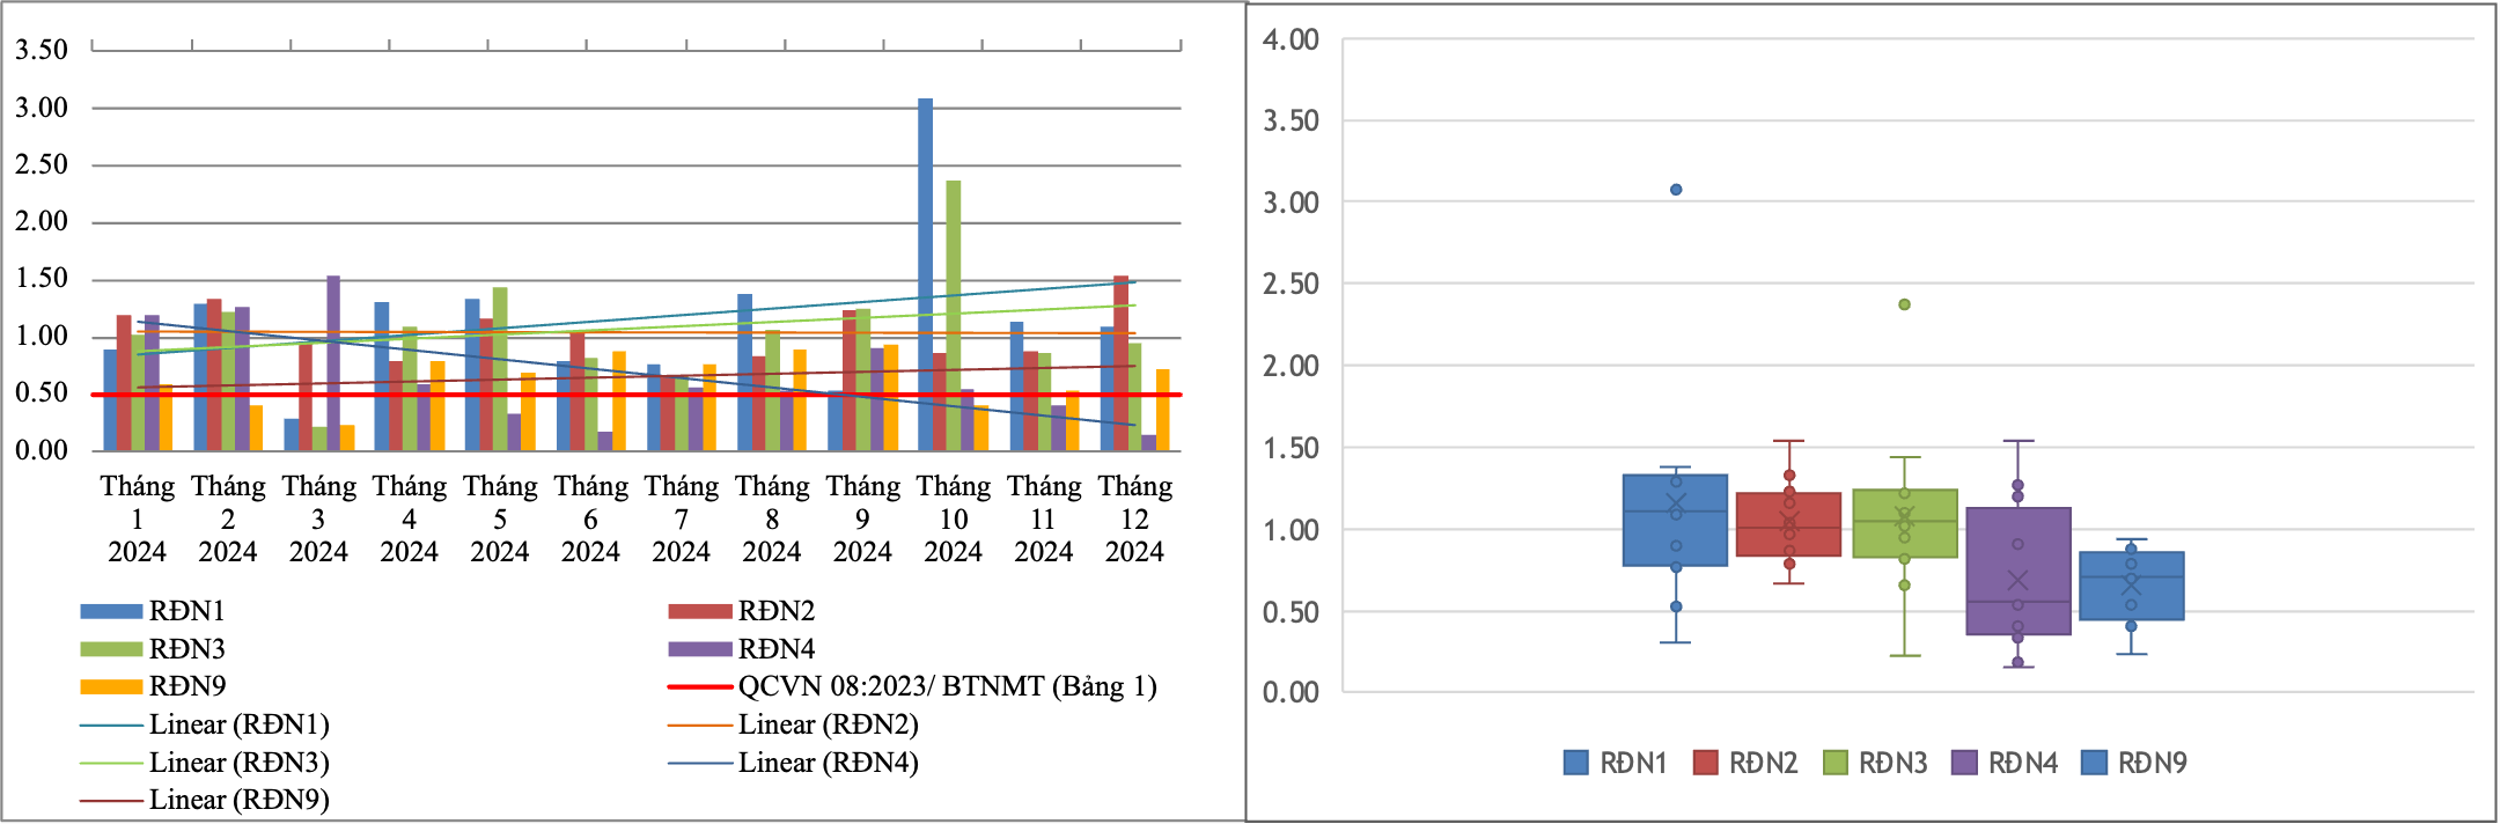 3.50
3.00
2.50
2.00
1.50
1.00
0.50
0.00
Tháng Tháng Tháng Tháng Tháng Tháng Tháng Tháng Tháng Tháng Tháng Tháng
1 2 3 4 5 6 7 8 9 10 11 12
2024 2024 2024 2024 2024 2024 2024 2024 2024 2024 2024 2024
RĐN1 RĐN2
RĐN3 RĐN4
RĐN9 QCVN 08:2023/ BTNMT (Bảng 1)
Linear (RĐN1) Linear (RĐN2)
Linear (RĐN3) Linear (RĐN4)
Linear (RĐN9)
4.00
3.50
3.00
2.50
2.00
1.50
1.00
0.50
0.00
RĐN1 RĐN2 RĐN3 RĐN4 RĐN9